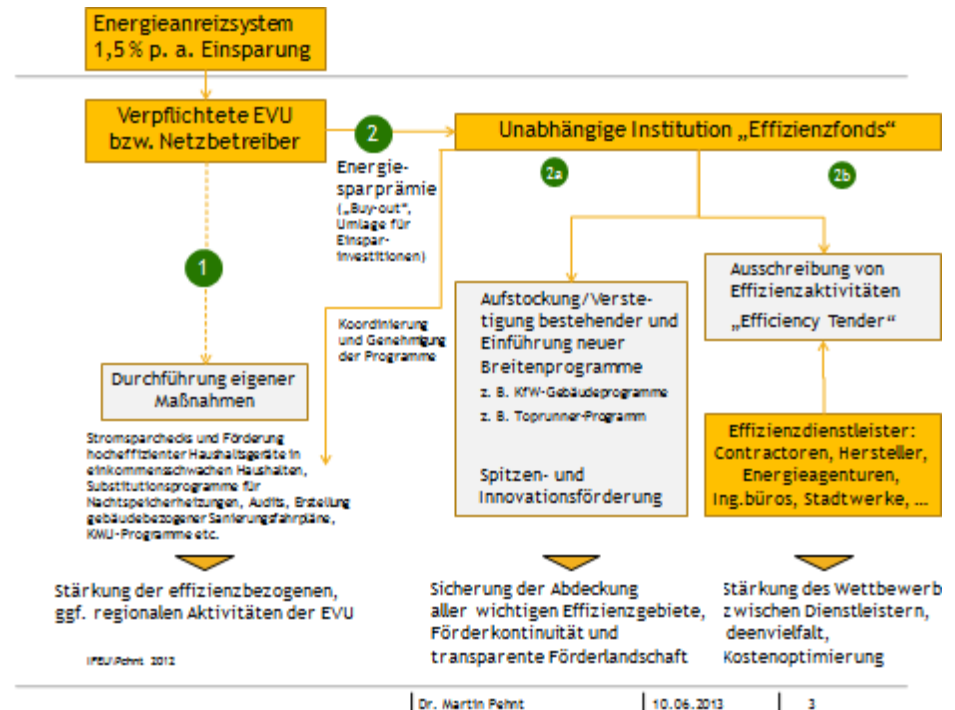 Energieanreizsystem
1,5% p. a. Einsparung
Verpflichtete EVU
bzw. Netzbetreiber
2
Energie-
sparprämie
(„Buy-out“,
Umlage für
Einspar-
investitionen)
Unabhängige Institution „Effizienzfonds“
2a
2b
1
Koordinierung
und Genehmigung
der Programme
Durchführung eigener
Maßnahmen
Stromsparchecks und Förderung
hocheffizienter Haushaltsgeräte in
einkommensschwachen Haushalten,
Substitutionsprogramme für
Nachtspeicherheizungen, Audits, Erstellung
gebäudebezogener Sanierungsfahrpläne,
KMU-Programme etc.
Aufstockung/Verste-
tigung bestehender und
Einführung neuer
Breitenprogramme
z. B. KfW-Gebäudeprogramme
z. B. Toprunner-Programm
Spitzen- und
Innovationsförderung
Ausschreibung von
Effizienzaktivitäten
„Efficiency Tender“
Effizienzdienstleister:
Contractoren, Hersteller,
Energieagenturen,
Ing.büros, Stadtwerke, …
Stärkung der effizienzbezogenen,
ggf. regionalen Aktivitäten der EVU
Sicherung der Abdeckung
aller wichtigen Effizienzgebiete,
Förderkontinuität und
transparente Förderlandschaft
Stärkung des Wettbewerb
zwischen Dienstleistern,
deenvielfalt,
Kostenoptimierung
IFEU/Pehnt 2012
Dr. Martin Pehnt
10.06.2013
3